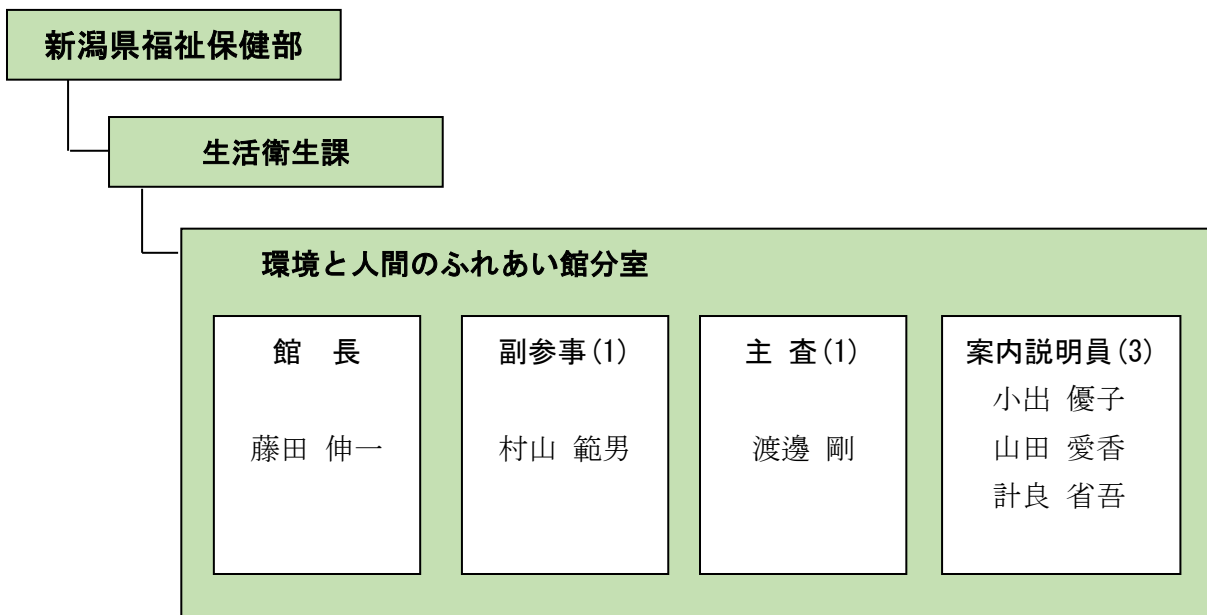 新潟県福祉保健部
生活衛生課
環境と人間のふれあい館分室
館　長
藤田 伸一
副参事(1)
村山 範男
主 査(1)
渡邊 剛
案内説明員(3)
小出 優子
山田 愛香
計良 省吾